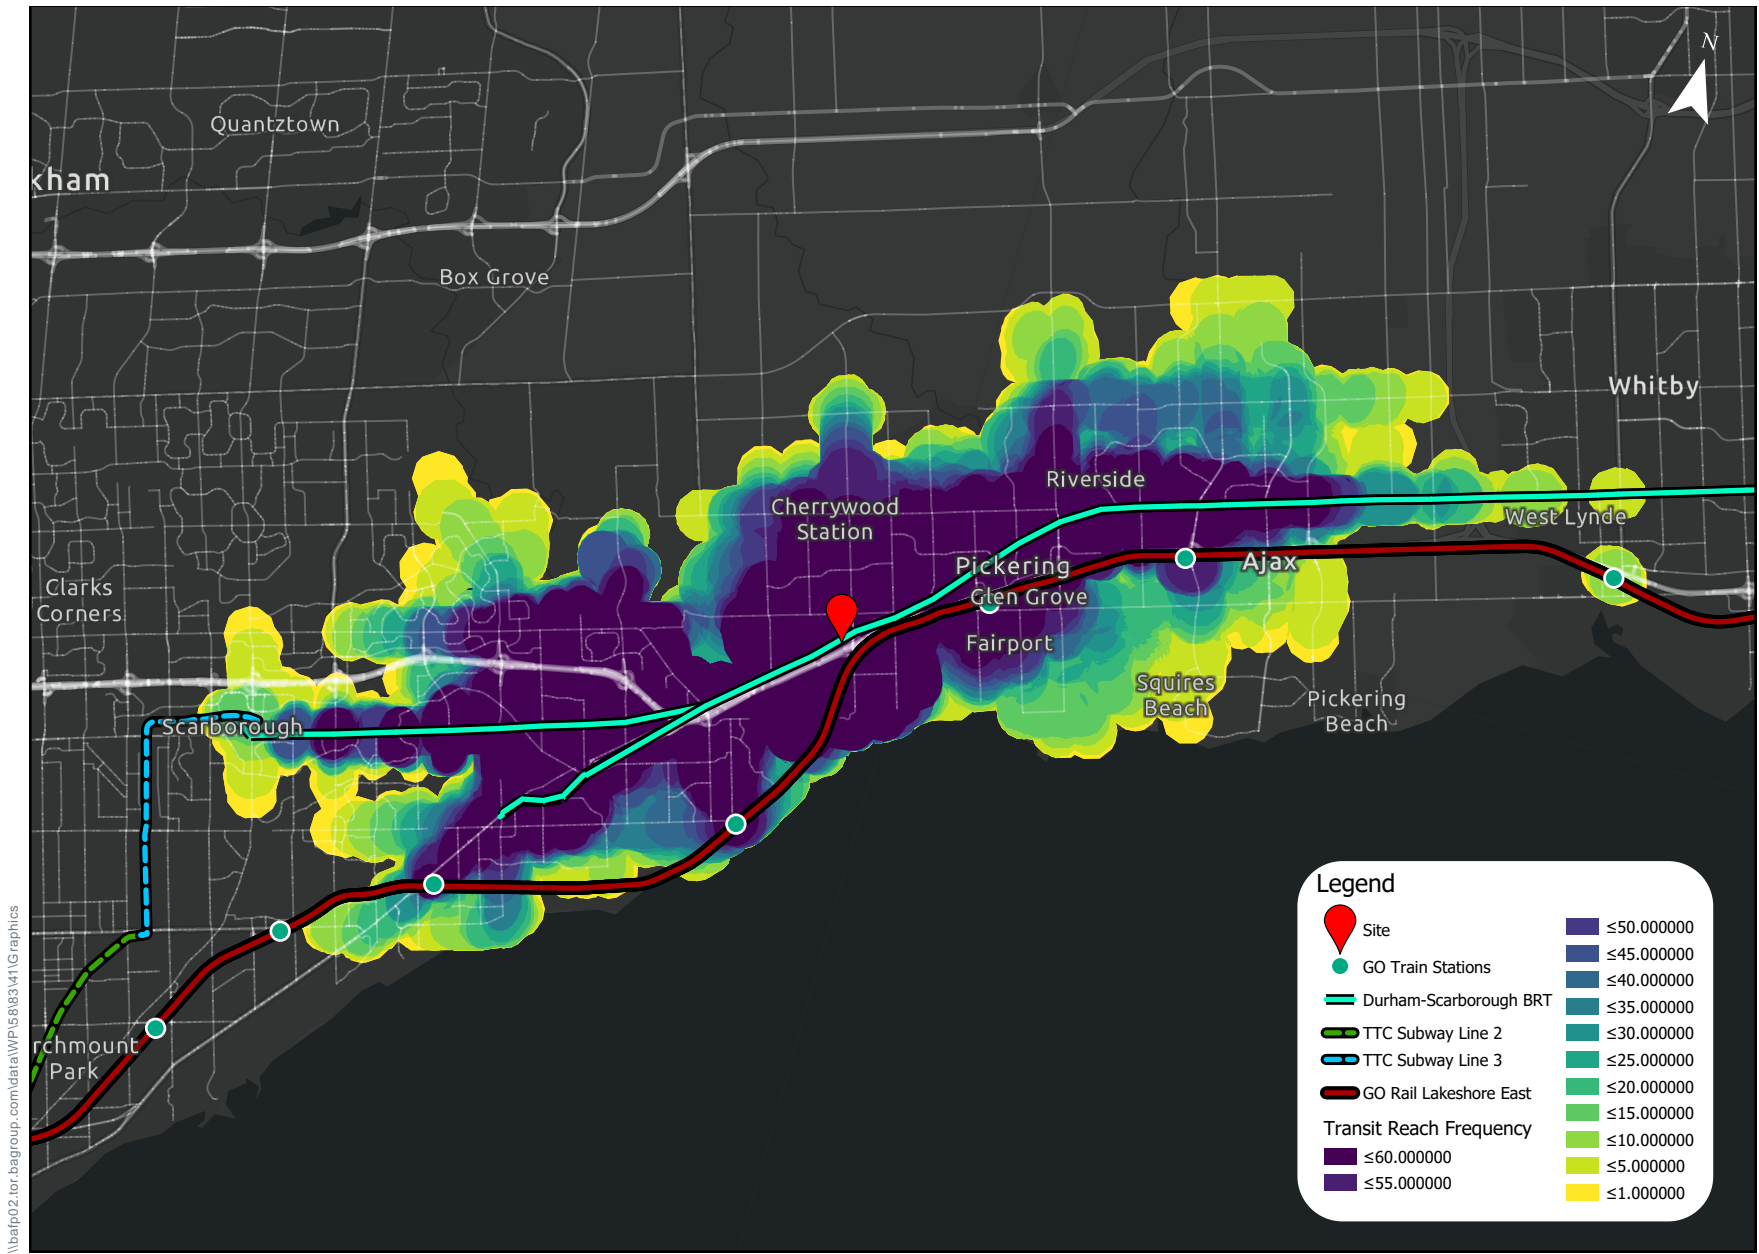 N
Quantztown
kham
Box Grove
Whitby
Riverside
Cherrywood
Station
West Lynde
Pickering
Ajax
Clarks
Corners
Glen Grove
Fairport
Squires
Beach
Pickering
Beach
Scarborough
rchmount
Park
Legend
Site
GO Train Stations
Durham-Scarborough BRT
TTC Subway Line 2
TTC Subway Line 3
GO Rail Lakeshore East
Transit Reach Frequency
≤60.000000
≤55.000000
≤50.000000
≤45.000000
≤40.000000
≤35.000000
≤30.000000
≤25.000000
≤20.000000
≤15.000000
≤10.000000
≤5.000000
≤1.000000
\\bafp02.tor.bagroup.com\data\WP\58\83\41\Graphics